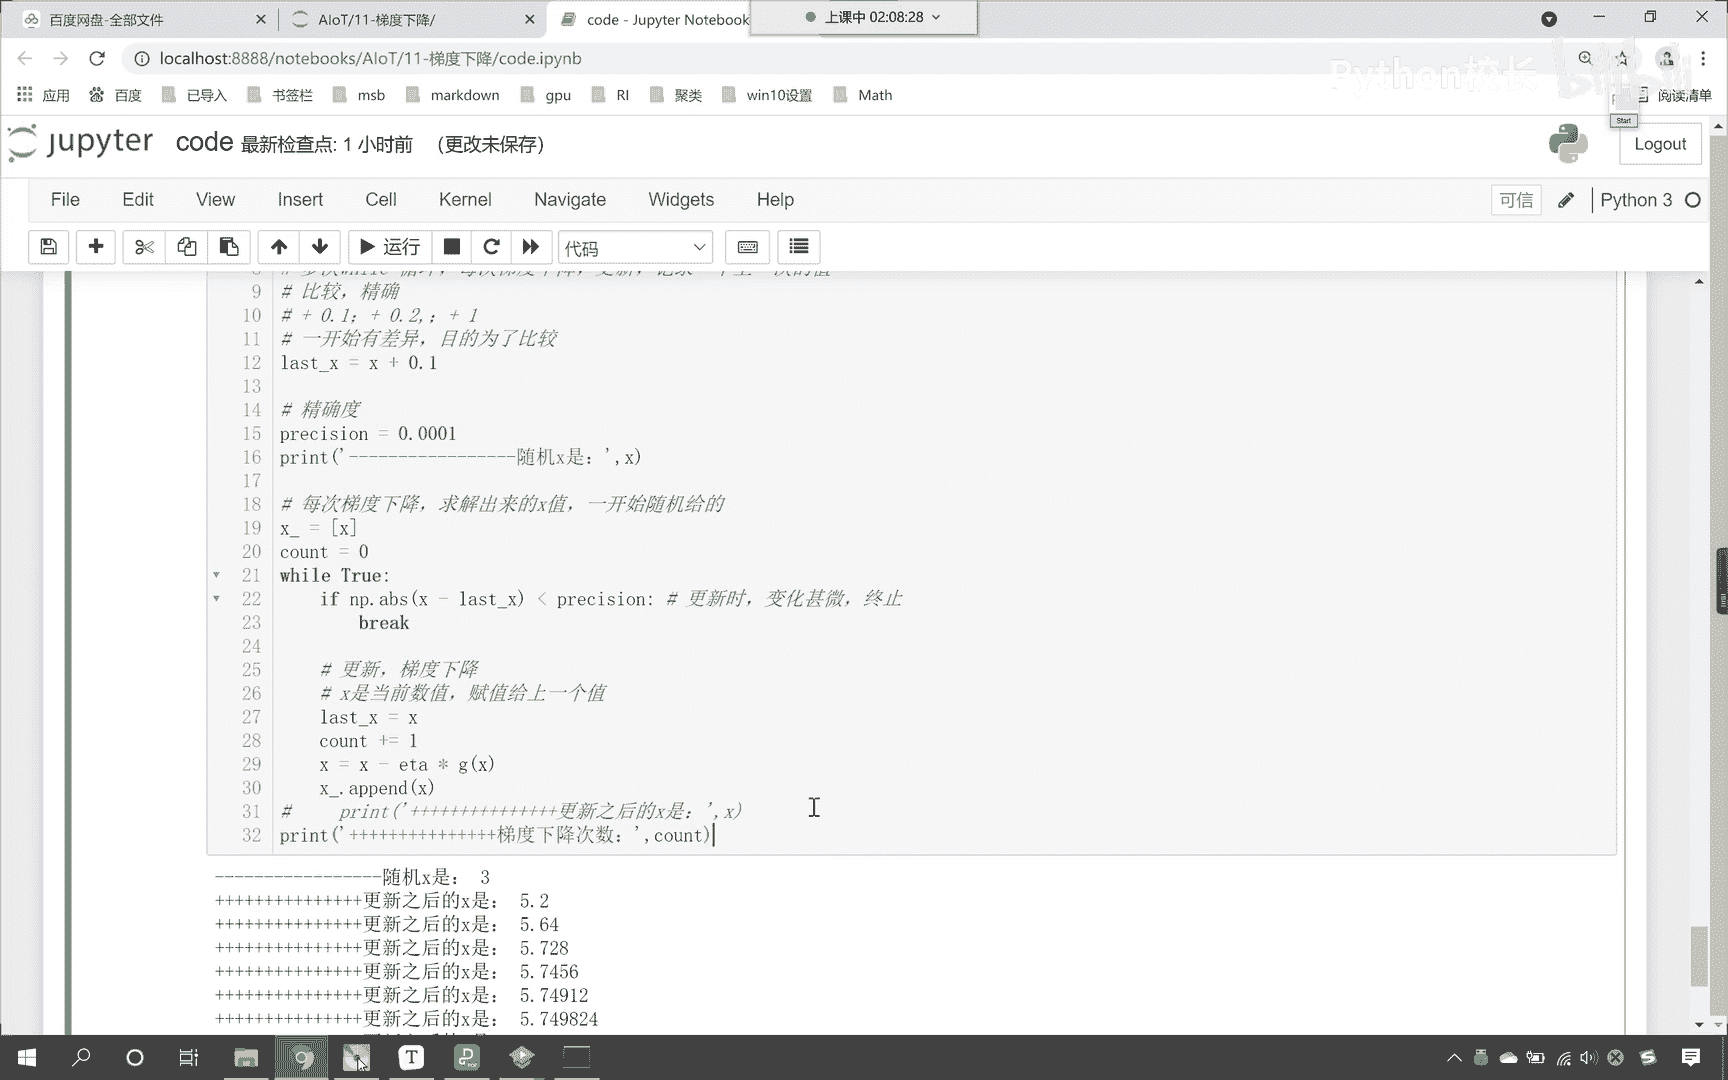 百度网盘-全部文件
AIoT/11-梯度下降/
code - Jupyter Notebook
上课中 02:08:28
localhost:8888/notebooks/AIoT/11-梯度下降/code.ipynb
Python校长
应用 百度 已导入 书签栏 msb markdown gpu RI 聚类 win10设置 Math 阅读清单
Start
jupyter code 最新检查点: 1 小时前 (更改未保存)
Logout
File Edit View Insert Cell Kernel Navigate Widgets Help
可信 Python 3
运行 代码
9 # 比较，精确
10 # + 0.1；+ 0.2,；+ 1
11 # 一开始有差异，目的为了比较
12 last_x = x + 0.1
13
14 # 精确度
15 precision = 0.0001
16 print('-----------------随机x是：',x)
17
18 # 每次梯度下降，求解出来的x值，一开始随机给的
19 x_ = [x]
20 count = 0
21 while True:
22 if np.abs(x - last_x) < precision: # 更新时，变化甚微，终止
23 break
24
25 # 更新，梯度下降
26 # x是当前数值，赋值给上一个值
27 last_x = x
28 count += 1
29 x = x - eta * g(x)
30 x_.append(x)
31 # print('+++++++++++++++更新之后的x是：',x)
32 print('+++++++++++++++梯度下降次数：',count)
-----------------随机x是： 3
+++++++++++++++更新之后的x是： 5.2
+++++++++++++++更新之后的x是： 5.64
+++++++++++++++更新之后的x是： 5.728
+++++++++++++++更新之后的x是： 5.7456
+++++++++++++++更新之后的x是： 5.74912
+++++++++++++++更新之后的x是： 5.749824